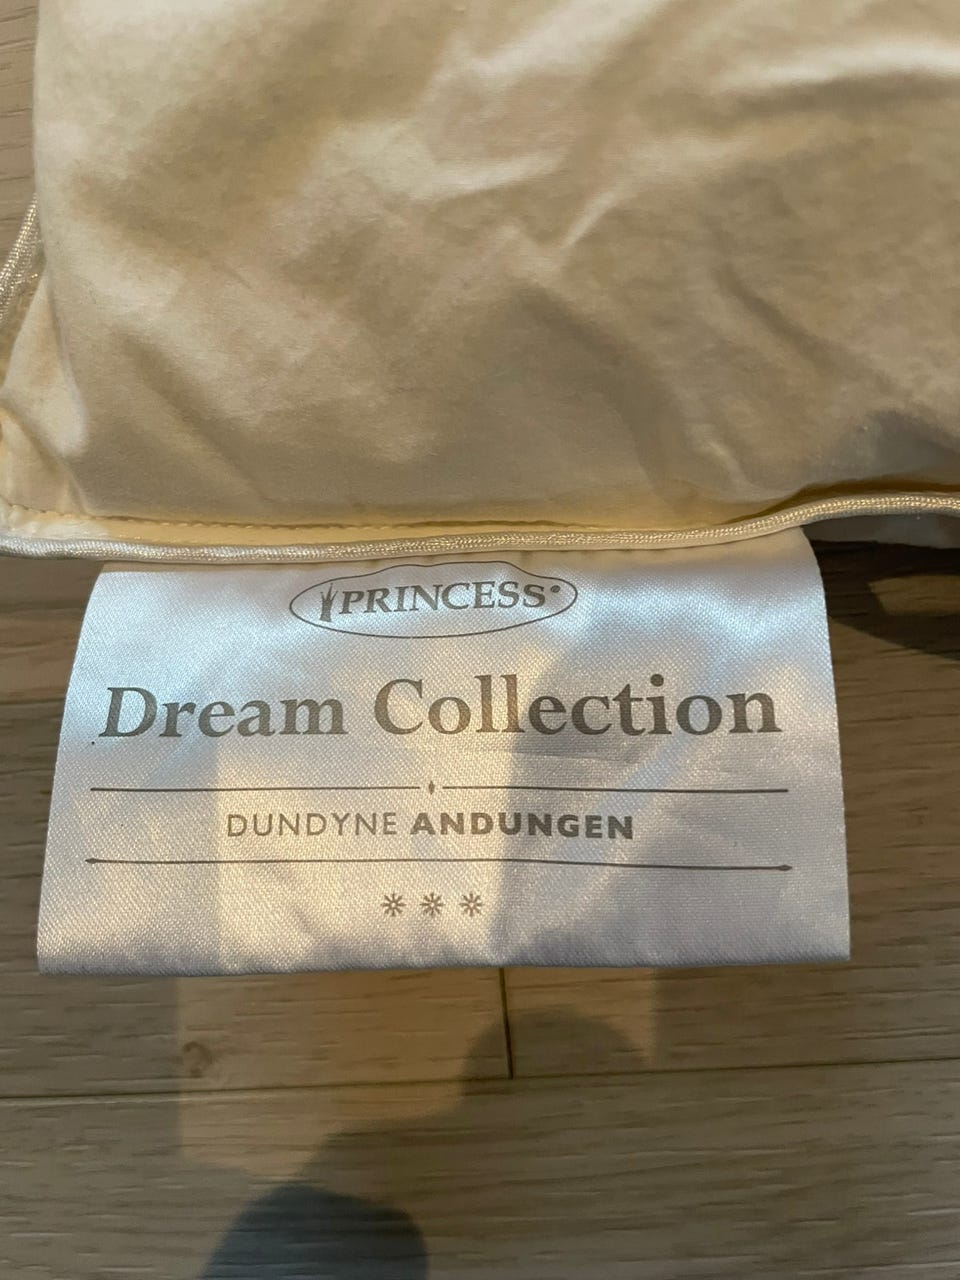 PRINCESS®
Dream Collection
DUNDYNE ANDUNGEN